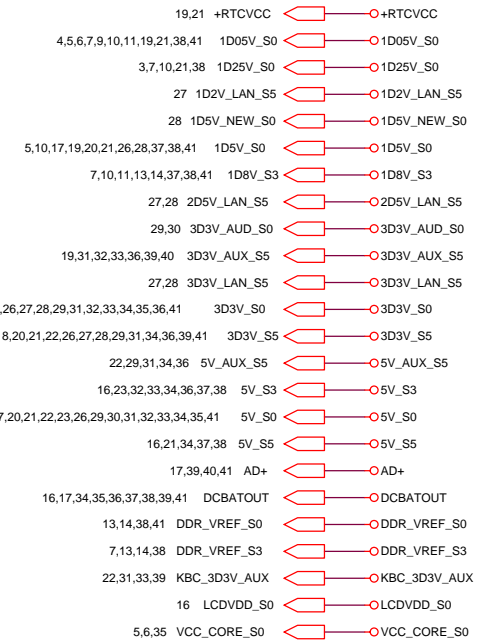 19,21 +RTCVCC +RTCVCC
4,5,6,7,9,10,11,19,21,38,41 1D05V_S0 1D05V_S0
3,7,10,21,38 1D25V_S0 1D25V_S0
27 1D2V_LAN_S5 1D2V_LAN_S5
28 1D5V_NEW_S0 1D5V_NEW_S0
5,10,17,19,20,21,26,28,37,38,41 1D5V_S0 1D5V_S0
7,10,11,13,14,37,38,41 1D8V_S3 1D8V_S3
27,28 2D5V_LAN_S5 2D5V_LAN_S5
29,30 3D3V_AUD_S0 3D3V_AUD_S0
19,31,32,33,36,39,40 3D3V_AUX_S5 3D3V_AUX_S5
27,28 3D3V_LAN_S5 3D3V_LAN_S5
,26,27,28,29,31,32,33,34,35,36,41 3D3V_S0 3D3V_S0
8,20,21,22,26,27,28,29,31,34,36,39,41 3D3V_S5 3D3V_S5
22,29,31,34,36 5V_AUX_S5 5V_AUX_S5
16,23,32,33,34,36,37,38 5V_S3 5V_S3
7,20,21,22,23,26,29,30,31,32,33,34,35,41 5V_S0 5V_S0
16,21,34,37,38 5V_S5 5V_S5
17,39,40,41 AD+ AD+
16,17,34,35,36,37,38,39,41 DCBATOUT DCBATOUT
13,14,38,41 DDR_VREF_S0 DDR_VREF_S0
7,13,14,38 DDR_VREF_S3 DDR_VREF_S3
22,31,33,39 KBC_3D3V_AUX KBC_3D3V_AUX
16 LCDVDD_S0 LCDVDD_S0
5,6,35 VCC_CORE_S0 VCC_CORE_S0